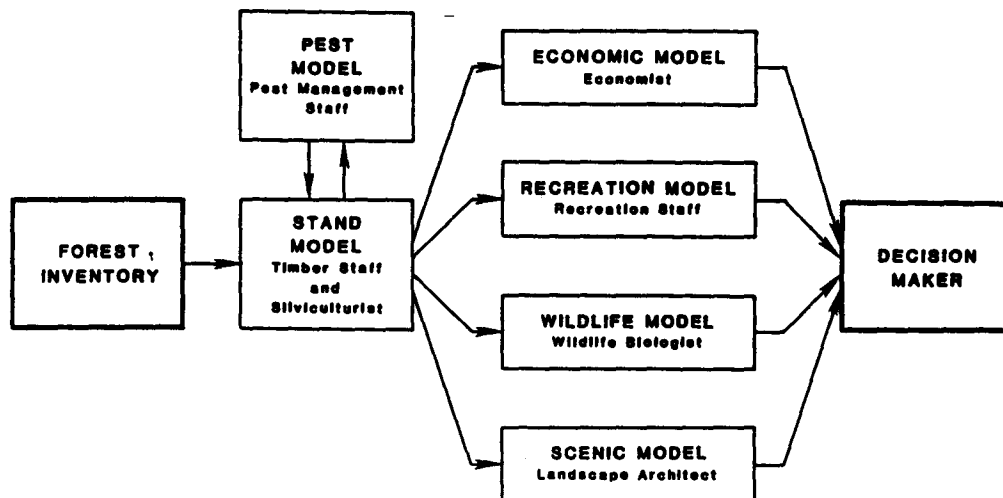 PEST
MODEL
Pest Management
Staff
ECONOMIC MODEL
Economist
RECREATION MODEL
Recreation Staff
FOREST
INVENTORY
STAND
MODEL
Timber Staff
and
Silviculturist
DECISION
MAKER
WILDLIFE MODEL
Wildlife Biologist
SCENIC MODEL
Landscape Architect